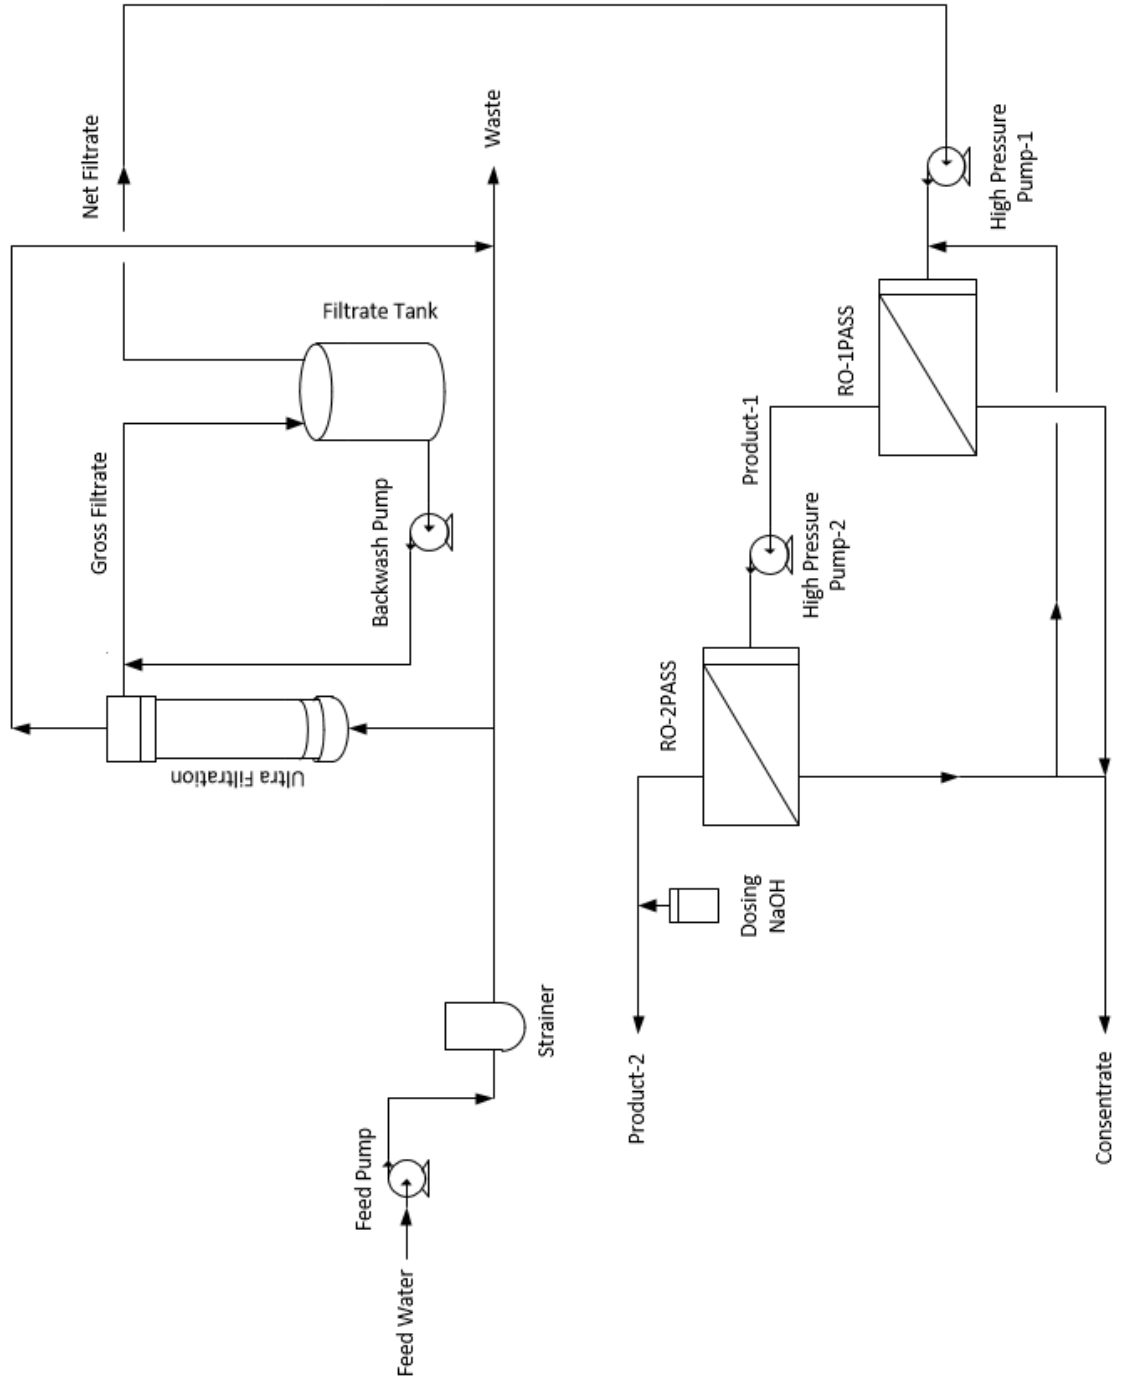 Net Filtrate
Waste
Filtrate Tank
Gross Filtrate
Backwash Pump
Ultra Filtration
Strainer
Feed Pump
Feed Water
High Pressure
Pump-1
RO-1PASS
Product-1
High Pressure
Pump-2
RO-2PASS
Dosing
NaOH
Product-2
Consentrate